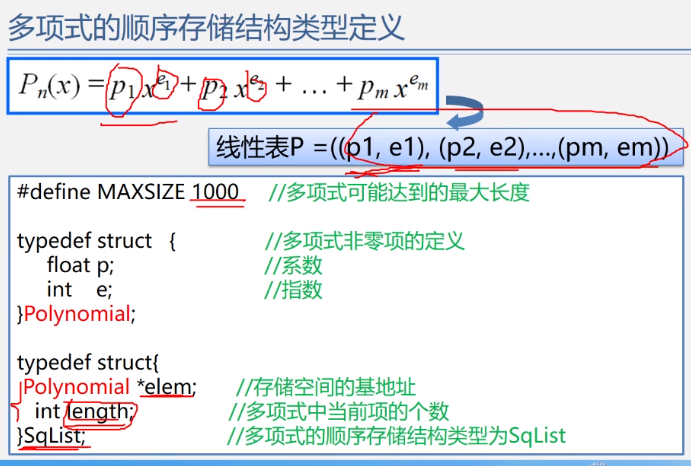 多项式的顺序存储结构类型定义
Pn(x) = p1 x^e1 + p2 x^e2 + … + pm x^em
线性表P =((p1, e1), (p2, e2),…,(pm, em))
#define MAXSIZE 1000 //多项式可能达到的最大长度
typedef struct { //多项式非零项的定义
float p; //系数
int e; //指数
}Polynomial;
typedef struct{
Polynomial *elem; //存储空间的基地址
int length; //多项式中当前项的个数
}SqList; //多项式的顺序存储结构类型为SqList